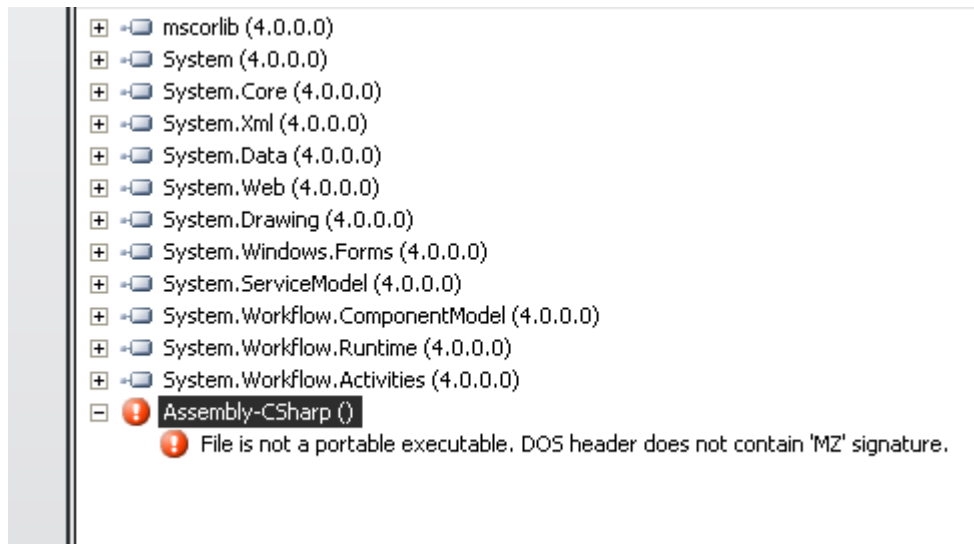 mscorlib (4.0.0.0)
System (4.0.0.0)
System.Core (4.0.0.0)
System.Xml (4.0.0.0)
System.Data (4.0.0.0)
System.Web (4.0.0.0)
System.Drawing (4.0.0.0)
System.Windows.Forms (4.0.0.0)
System.ServiceModel (4.0.0.0)
System.Workflow.ComponentModel (4.0.0.0)
System.Workflow.Runtime (4.0.0.0)
System.Workflow.Activities (4.0.0.0)
Assembly-CSharp ()
File is not a portable executable. DOS header does not contain 'MZ' signature.